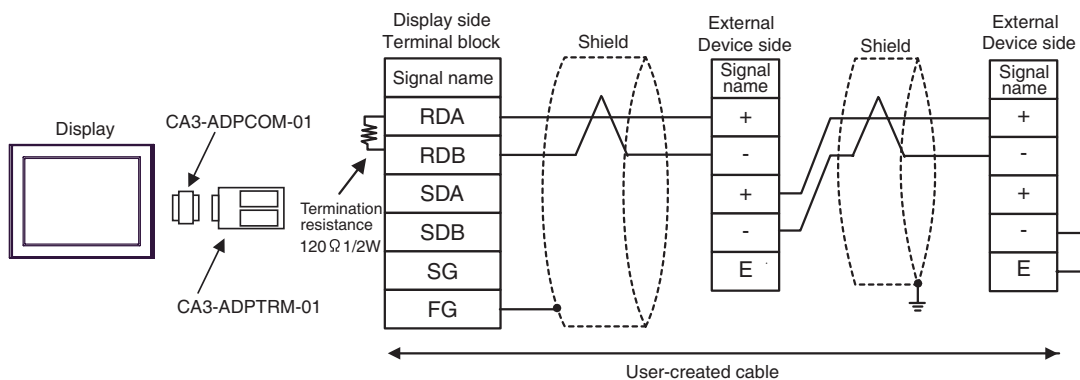 Display
CA3-ADPCOM-01
CA3-ADPTRM-01
Termination
resistance
120Ω1/2W
Display side
Terminal block
Signal name
RDA
RDB
SDA
SDB
SG
FG
Shield
External
Device side
Signal
name
+
-
+
-
E
Shield
External
Device side
Signal
name
+
-
+
-
E
User-created cable